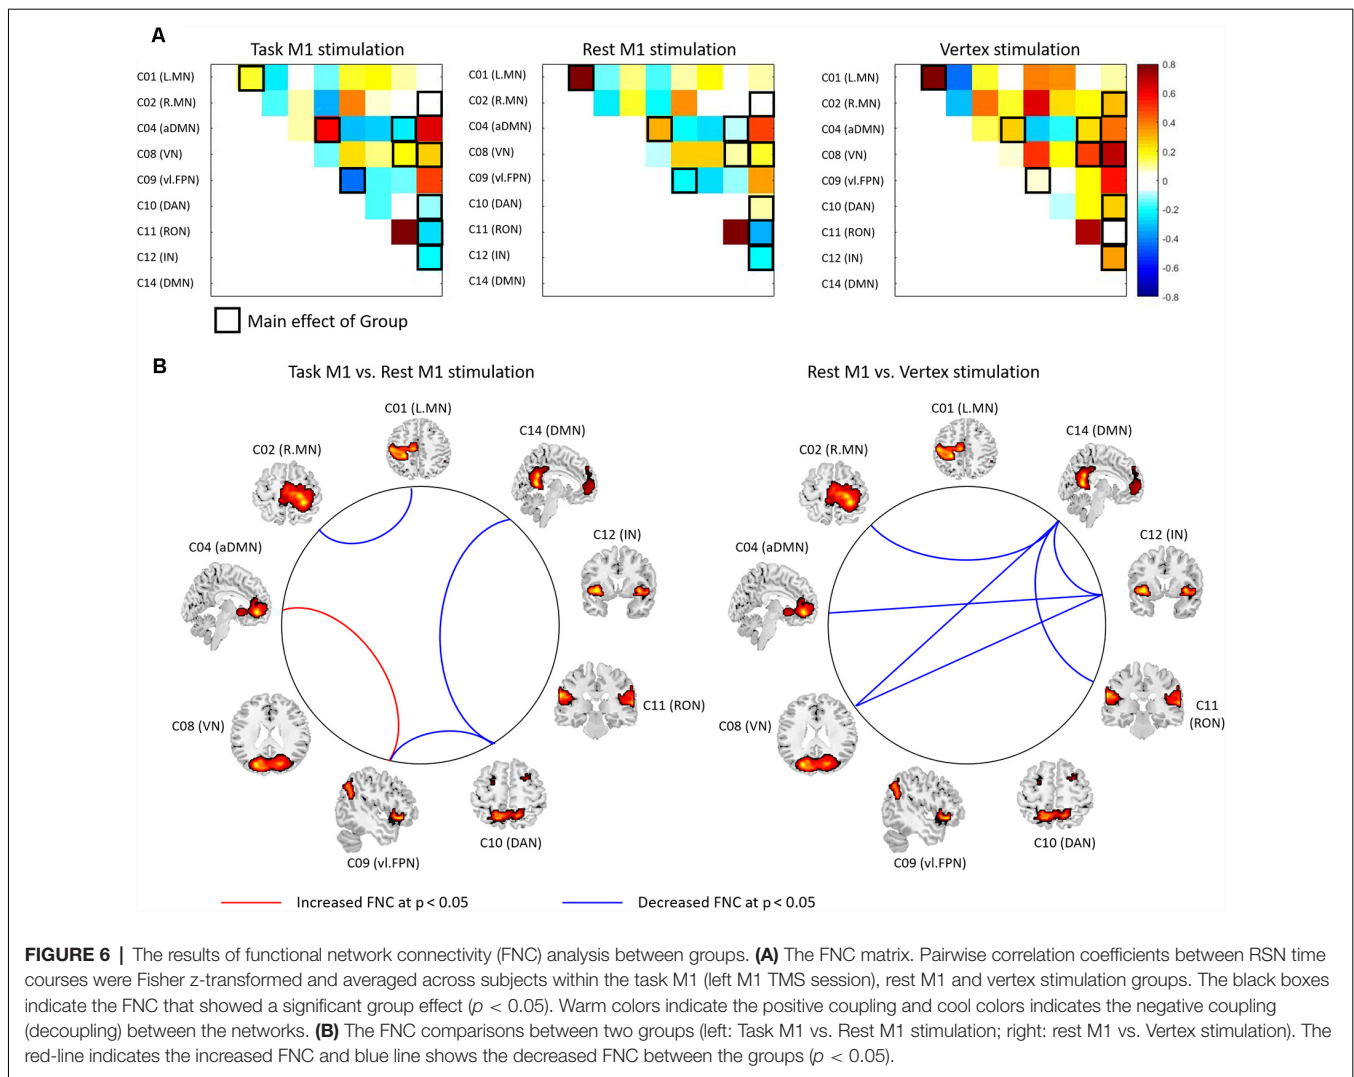 A
Task M1 stimulation
Rest M1 stimulation
Vertex stimulation
C01 (L.MN)
C02 (R.MN)
C04 (aDMN)
C08 (VN)
C09 (vl.FPN)
C10 (DAN)
C11 (RON)
C12 (IN)
C14 (DMN)
C01 (L.MN)
C02 (R.MN)
C04 (aDMN)
C08 (VN)
C09 (vl.FPN)
C10 (DAN)
C11 (RON)
C12 (IN)
C14 (DMN)
C01 (L.MN)
C02 (R.MN)
C04 (aDMN)
C08 (VN)
C09 (vl.FPN)
C10 (DAN)
C11 (RON)
C12 (IN)
C14 (DMN)
0.8
0.6
0.4
0.2
0
-0.2
-0.4
-0.6
-0.8
Main effect of Group
B
Task M1 vs. Rest M1 stimulation
C01 (L.MN)
C14 (DMN)
C02 (R.MN)
C12 (IN)
C04 (aDMN)
C11 (RON)
C08 (VN)
C10 (DAN)
C09 (vl.FPN)
Rest M1 vs. Vertex stimulation
C01 (L.MN)
C14 (DMN)
C02 (R.MN)
C12 (IN)
C04 (aDMN)
C11
(RON)
C08 (VN)
C10 (DAN)
C09 (vl.FPN)
Increased FNC at p < 0.05
Decreased FNC at p < 0.05
FIGURE 6 | The results of functional network connectivity (FNC) analysis between groups. (A) The FNC matrix. Pairwise correlation coefficients between RSN time
courses were Fisher z-transformed and averaged across subjects within the task M1 (left M1 TMS session), rest M1 and vertex stimulation groups. The black boxes
indicate the FNC that showed a significant group effect (p < 0.05). Warm colors indicate the positive coupling and cool colors indicates the negative coupling
(decoupling) between the networks. (B) The FNC comparisons between two groups (left: Task M1 vs. Rest M1 stimulation; right: rest M1 vs. Vertex stimulation). The
red-line indicates the increased FNC and blue line shows the decreased FNC between the groups (p < 0.05).